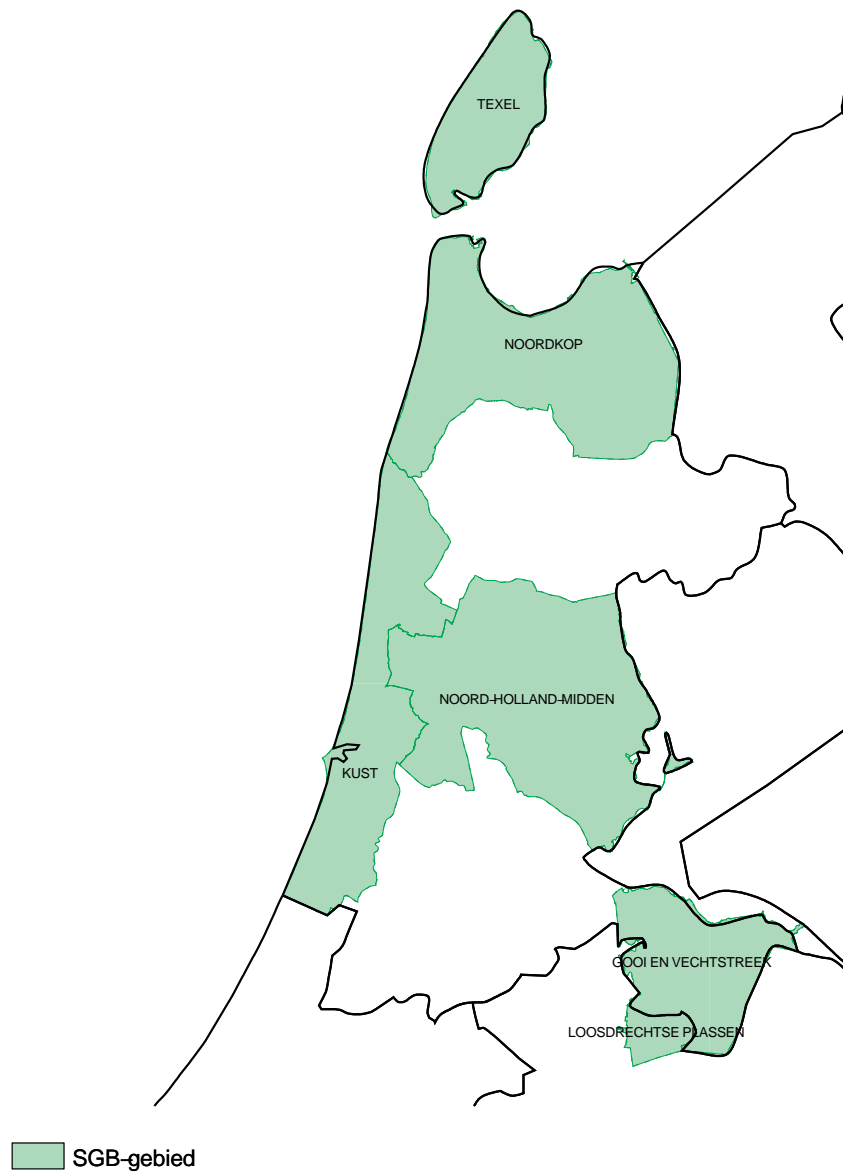 TEXEL
NOORDKOP
NOORD-HOLLAND-MIDDEN
KUST
GOOI EN VECHTSTREEK
LOOSDRECHTSE PLASSEN
SGB-gebied